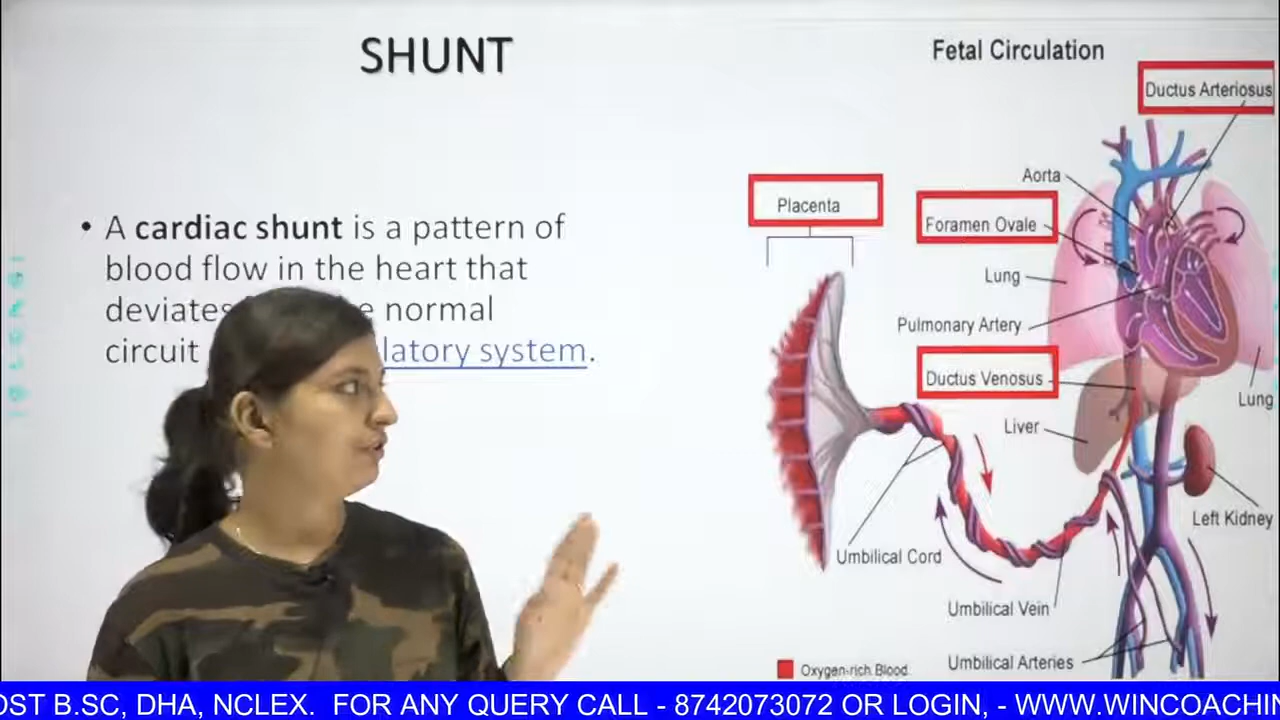 SHUNT
Fetal Circulation
• A cardiac shunt is a pattern of
blood flow in the heart that
deviates normal
circuit latory system.
Ductus Arteriosus
Aorta
Placenta
Foramen Ovale
Lung
Pulmonary Artery
Ductus Venosus
Lung
Liver
Left Kidney
Umbilical Cord
Umbilical Vein
Umbilical Arteries
Oxygen-rich Blood
OST B.SC, DHA, NCLEX. FOR ANY QUERY CALL - 8742073072 OR LOGIN, - WWW.WINCOACHIN